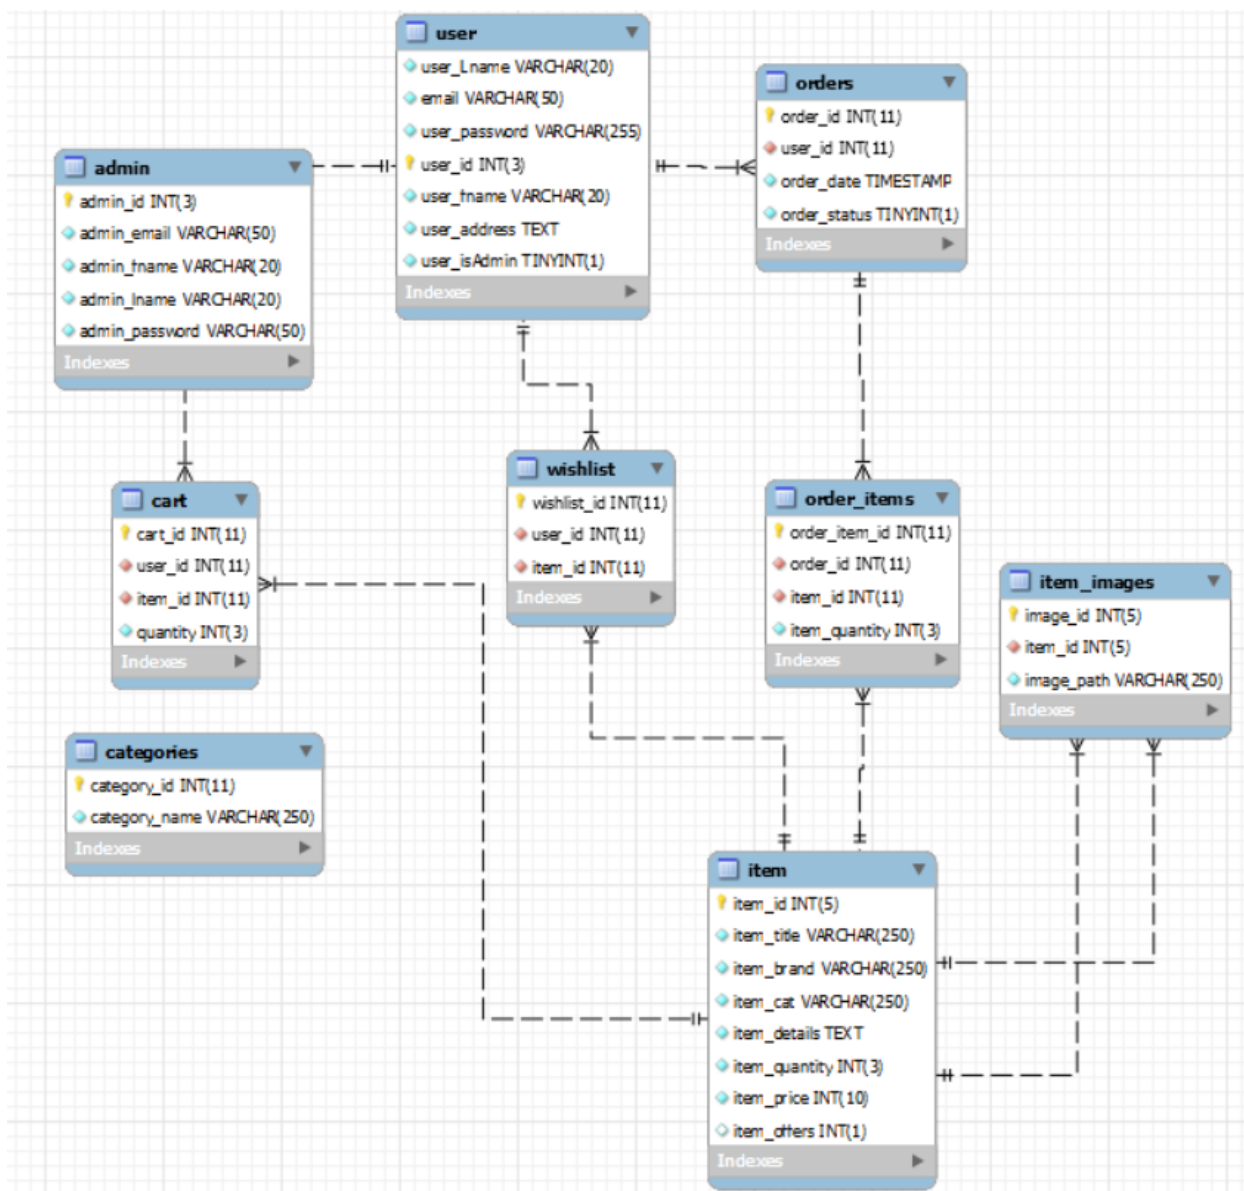 user
user_Lname VARCHAR(20)
email VARCHAR(50)
user_password VARCHAR(255)
user_id INT(3)
user_fname VARCHAR(20)
user_address TEXT
user_isAdmin TINYINT(1)
Indexes
orders
order_id INT(11)
user_id INT(11)
order_date TIMESTAMP
order_status TINYINT(1)
Indexes
admin
admin_id INT(3)
admin_email VARCHAR(50)
admin_fname VARCHAR(20)
admin_lname VARCHAR(20)
admin_password VARCHAR(50)
Indexes
cart
cart_id INT(11)
user_id INT(11)
item_id INT(11)
quantity INT(3)
Indexes
wishlist
wishlist_id INT(11)
user_id INT(11)
item_id INT(11)
Indexes
order_items
order_item_id INT(11)
order_id INT(11)
item_id INT(11)
item_quantity INT(3)
Indexes
item_images
image_id INT(5)
item_id INT(5)
image_path VARCHAR(250)
Indexes
categories
category_id INT(11)
category_name VARCHAR(250)
Indexes
item
item_id INT(5)
item_title VARCHAR(250)
item_brand VARCHAR(250)
item_cat VARCHAR(250)
item_details TEXT
item_quantity INT(3)
item_price INT(10)
item_offers INT(1)
Indexes